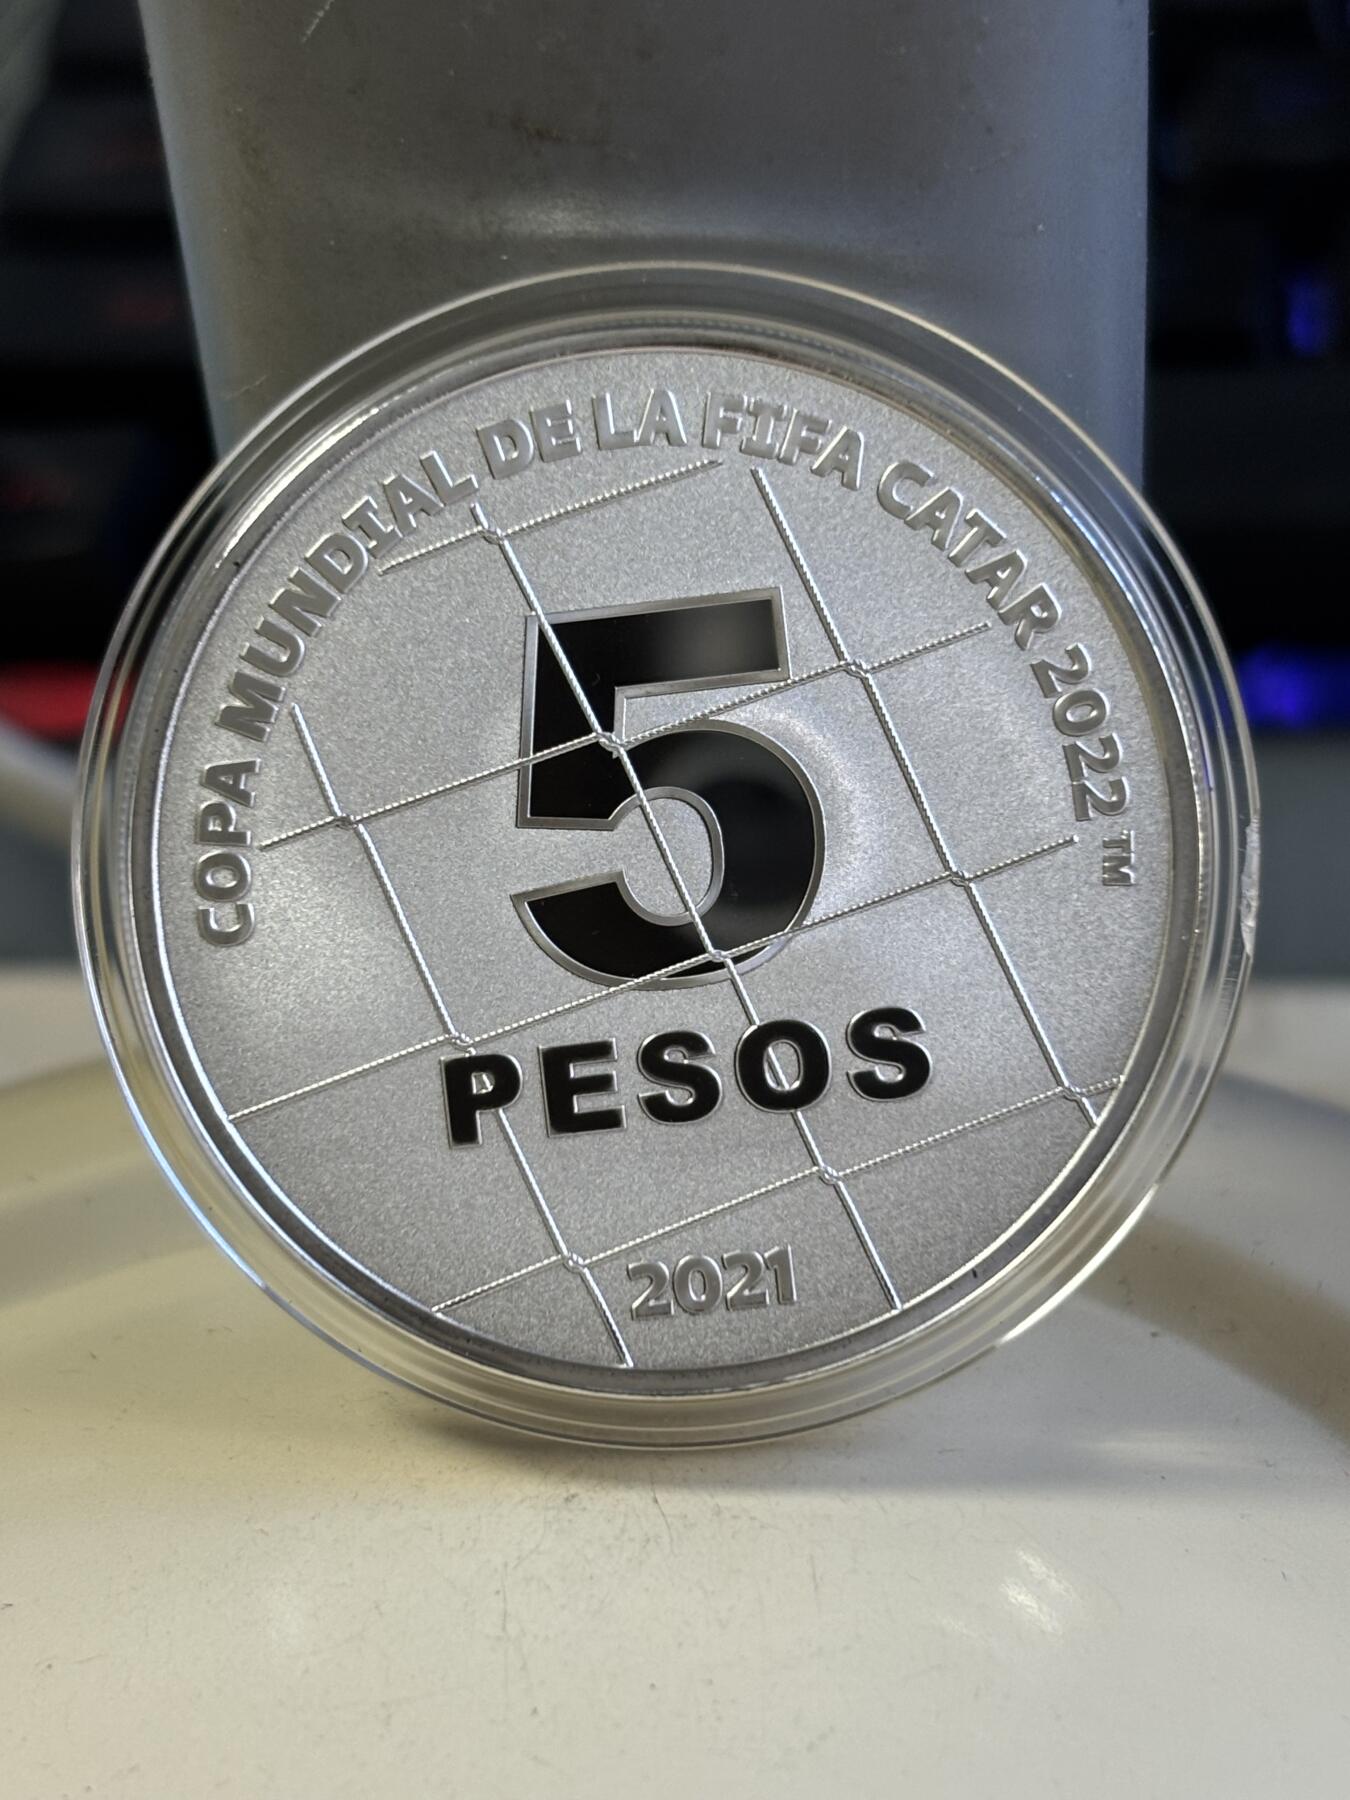 COPA MUNDIAL DE LA FIFA CATAR 2022 ™
5
PESOS
2021